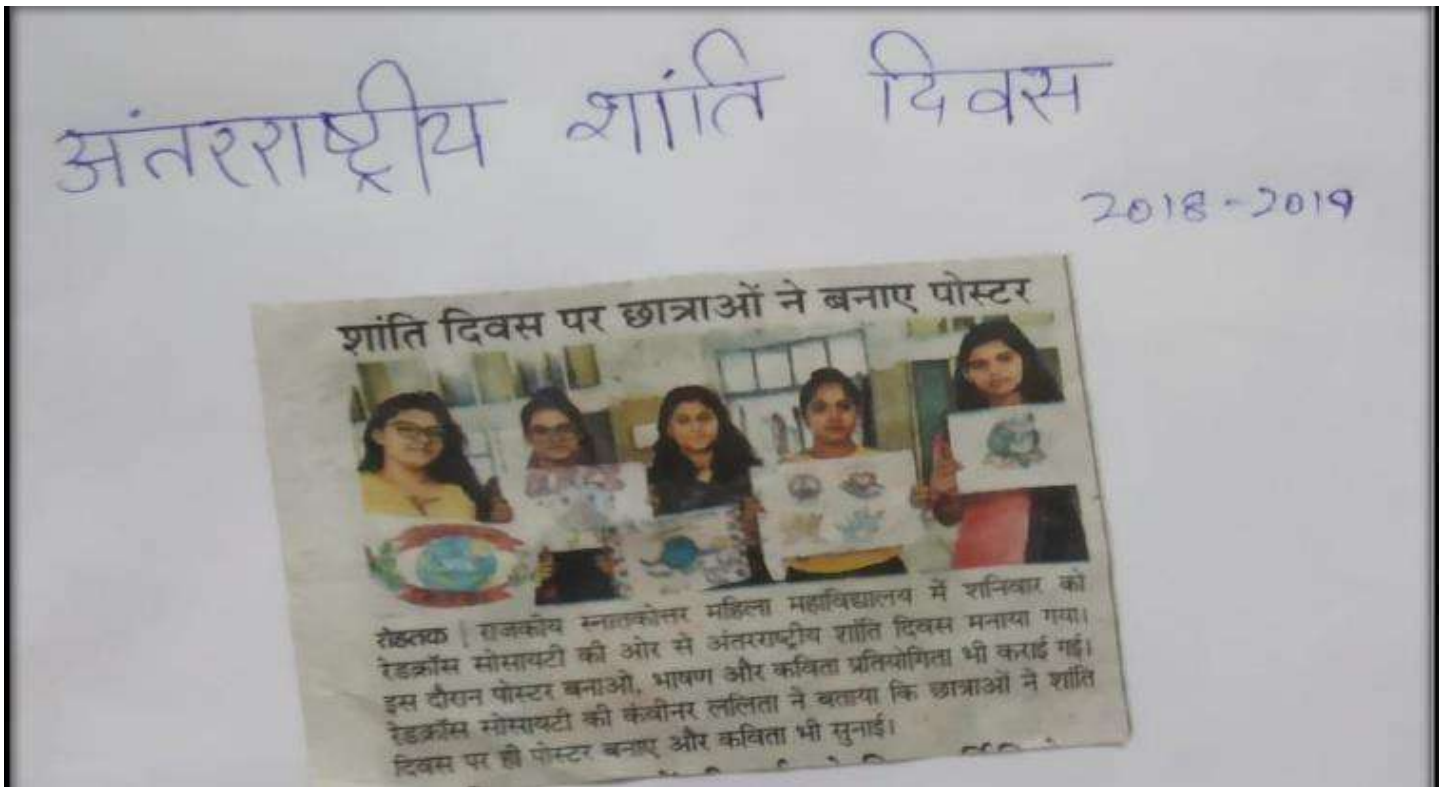 अंतरराष्ट्रीय शांति दिवस
2018-2019
शांति दिवस पर छात्राओं ने बनाए पोस्टर
रोहतक | राजकीय स्नातकोत्तर महिला महाविद्यालय में शनिवार को
रेडक्रॉस सोसायटी की ओर से अंतरराष्ट्रीय शांति दिवस मनाया गया।
इस दौरान पोस्टर बनाओ, भाषण और कविता प्रतियोगिता भी कराई गई।
रेडक्रॉस सोसायटी की कंवीनर ललिता ने बताया कि छात्राओं ने शांति
दिवस पर ही पोस्टर बनाए और कविता भी सुनाई।